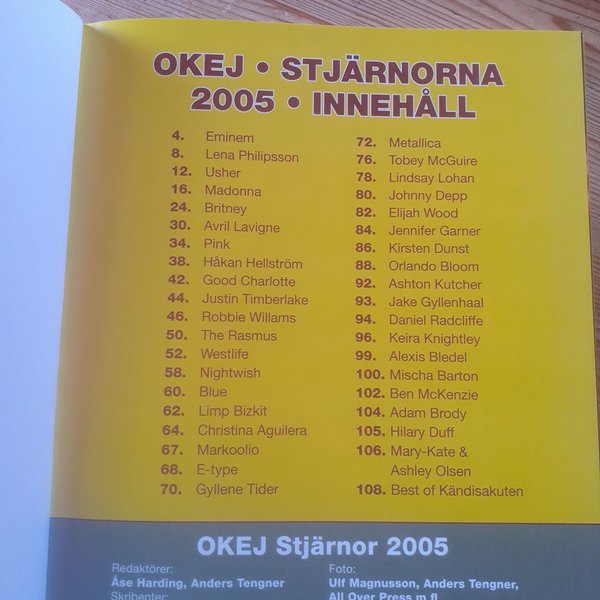 OKEJ • STJÄRNORNA
2005 • INNEHÅLL
4. Eminem
8. Lena Philipsson
12. Usher
16. Madonna
24. Britney
30. Avril Lavigne
34. Pink
38. Håkan Hellström
42. Good Charlotte
44. Justin Timberlake
46. Robbie Willams
50. The Rasmus
52. Westlife
58. Nightwish
60. Blue
62. Limp Bizkit
64. Christina Aguilera
67. Markoolio
68. E-type
70. Gyllene Tider
72. Metallica
76. Tobey McGuire
78. Lindsay Lohan
80. Johnny Depp
82. Elijah Wood
84. Jennifer Garner
86. Kirsten Dunst
88. Orlando Bloom
92. Ashton Kutcher
93. Jake Gyllenhaal
94. Daniel Radcliffe
96. Keira Knightley
99. Alexis Bledel
100. Mischa Barton
102. Ben McKenzie
104. Adam Brody
105. Hilary Duff
106. Mary-Kate &
Ashley Olsen
108. Best of Kändisakuten
OKEJ Stjärnor 2005
Redaktörer:
Åse Harding, Anders Tengner
Skribenter:
Foto:
Ulf Magnusson, Anders Tengner,
All Over Press m fl